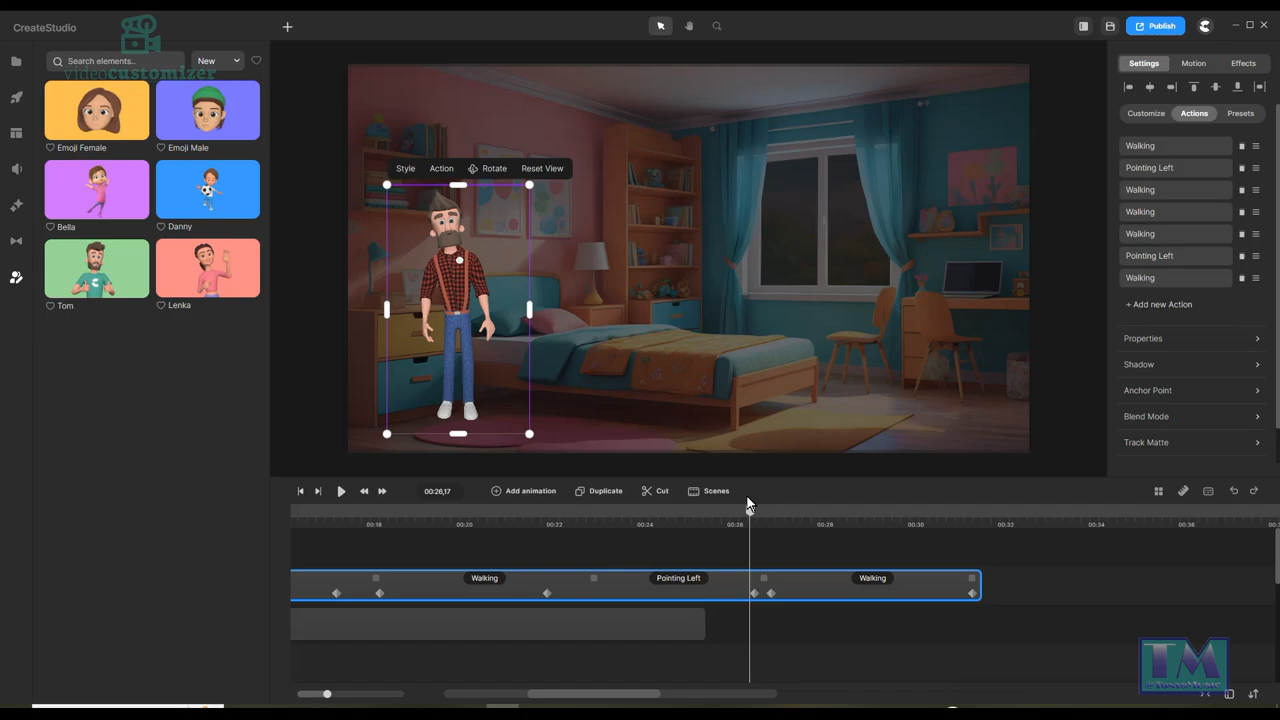 CreateStudio
Publish
Search elements..
New
videocustomizer
Emoji Female
Emoji Male
Bella
Danny
Tom
Lenka
Style Action Rotate Reset View
Settings Motion Effects
Customize Actions Presets
Walking
Pointing Left
Walking
Walking
Walking
Pointing Left
Walking
+ Add new Action
Properties
Shadow
Anchor Point
Blend Mode
Track Matte
00:26,17
Add animation
Duplicate
Cut
Scenes
00:18 00:20 00:22 00:24 00:26 00:28 00:30 00:32 00:34 00:36
Walking Pointing Left Walking
TM